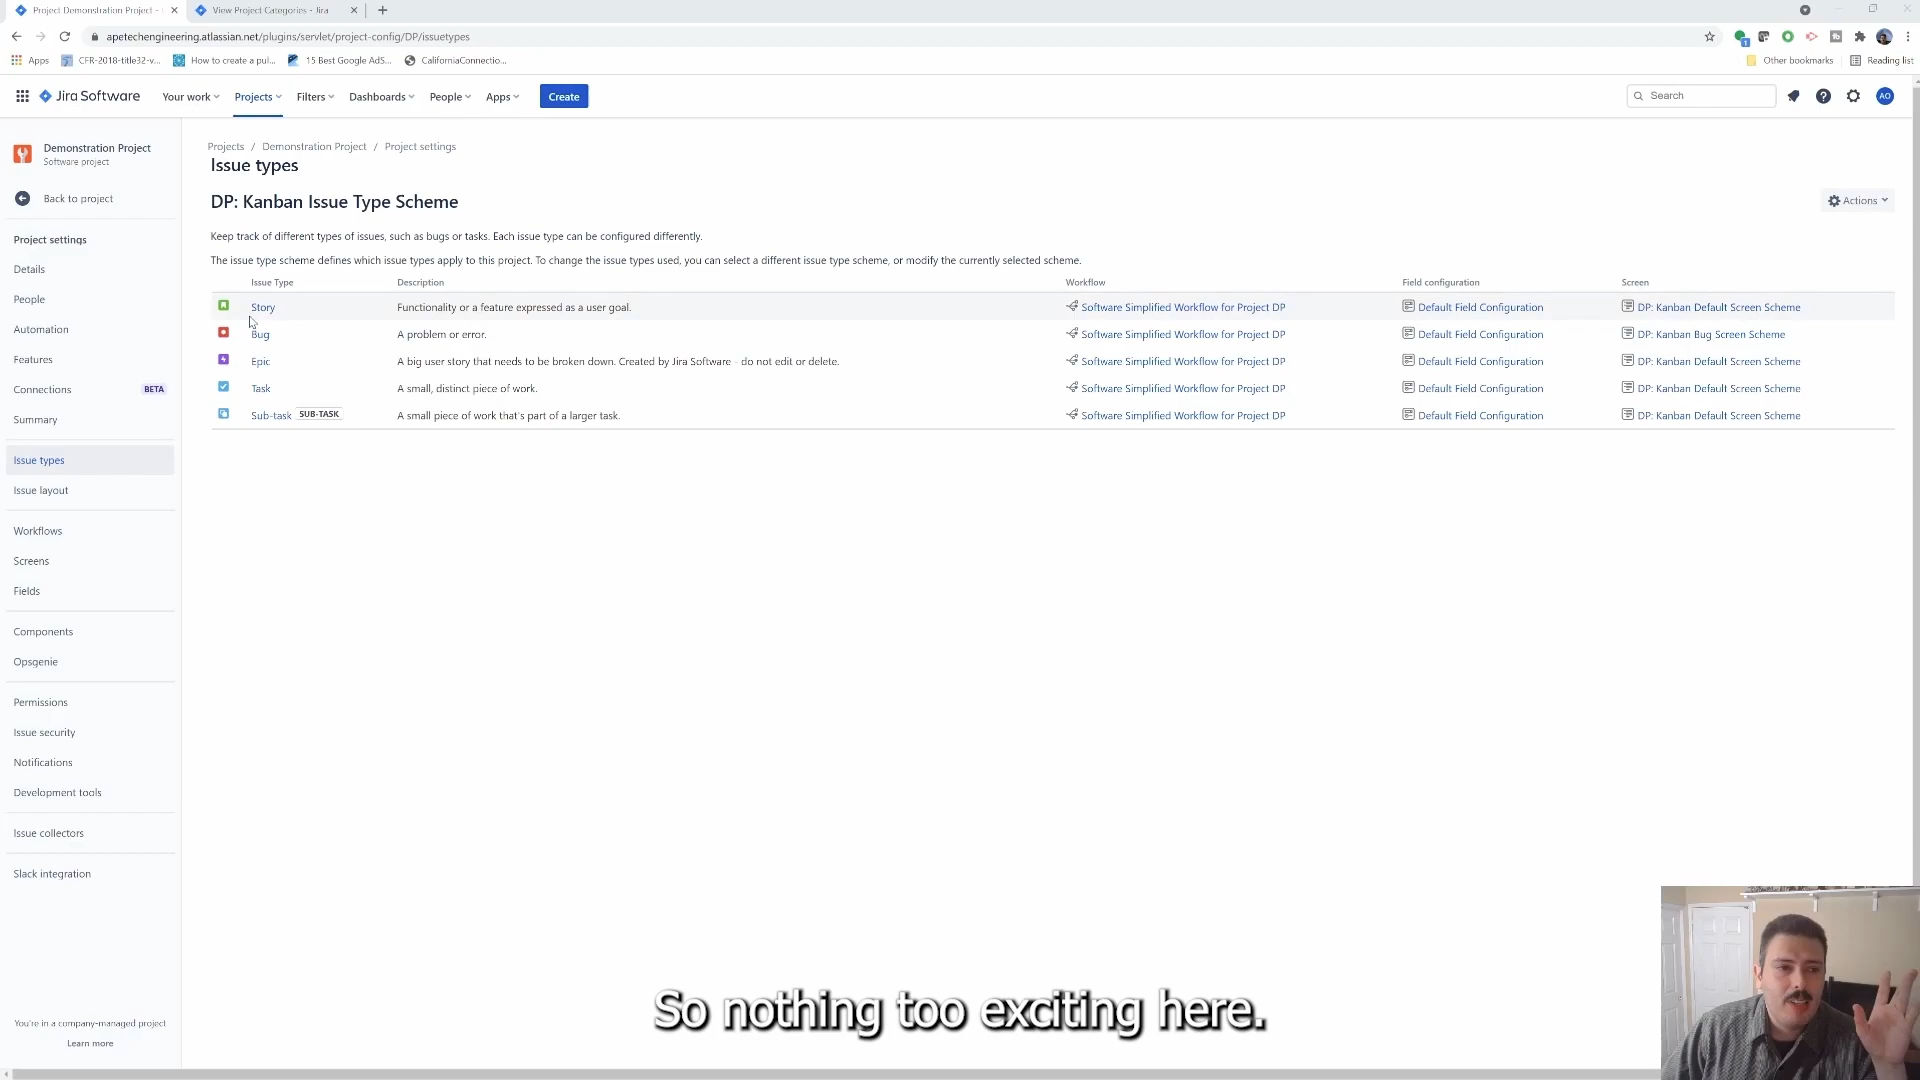 Project Demonstration Project -
View Project Categories - Jira
apetechengineering.atlassian.net/plugins/servlet/project-config/DP/issuetypes
Apps
CFR-2018-title32-v...
How to create a pul...
15 Best Google AdS...
CaliforniaConnectio...
Other bookmarks
Reading list
Jira Software
Your work
Projects
Filters
Dashboards
People
Apps
Create
Search
AO
Demonstration Project
Software project
Back to project
Project settings
Details
People
Automation
Features
Connections BETA
Summary
Issue types
Issue layout
Workflows
Screens
Fields
Components
Opsgenie
Permissions
Issue security
Notifications
Development tools
Issue collectors
Slack integration
You're in a company-managed project
Learn more
Projects / Demonstration Project / Project settings
Issue types
DP: Kanban Issue Type Scheme
Actions
Keep track of different types of issues, such as bugs or tasks. Each issue type can be configured differently.
The issue type scheme defines which issue types apply to this project. To change the issue types used, you can select a different issue type scheme, or modify the currently selected scheme.
Issue Type Description Workflow Field configuration Screen
Story Functionality or a feature expressed as a user goal. Software Simplified Workflow for Project DP Default Field Configuration DP: Kanban Default Screen Scheme
Bug A problem or error. Software Simplified Workflow for Project DP Default Field Configuration DP: Kanban Bug Screen Scheme
Epic A big user story that needs to be broken down. Created by Jira Software - do not edit or delete. Software Simplified Workflow for Project DP Default Field Configuration DP: Kanban Default Screen Scheme
Task A small, distinct piece of work. Software Simplified Workflow for Project DP Default Field Configuration DP: Kanban Default Screen Scheme
Sub-task SUB-TASK A small piece of work that's part of a larger task. Software Simplified Workflow for Project DP Default Field Configuration DP: Kanban Default Screen Scheme
So nothing too exciting here.